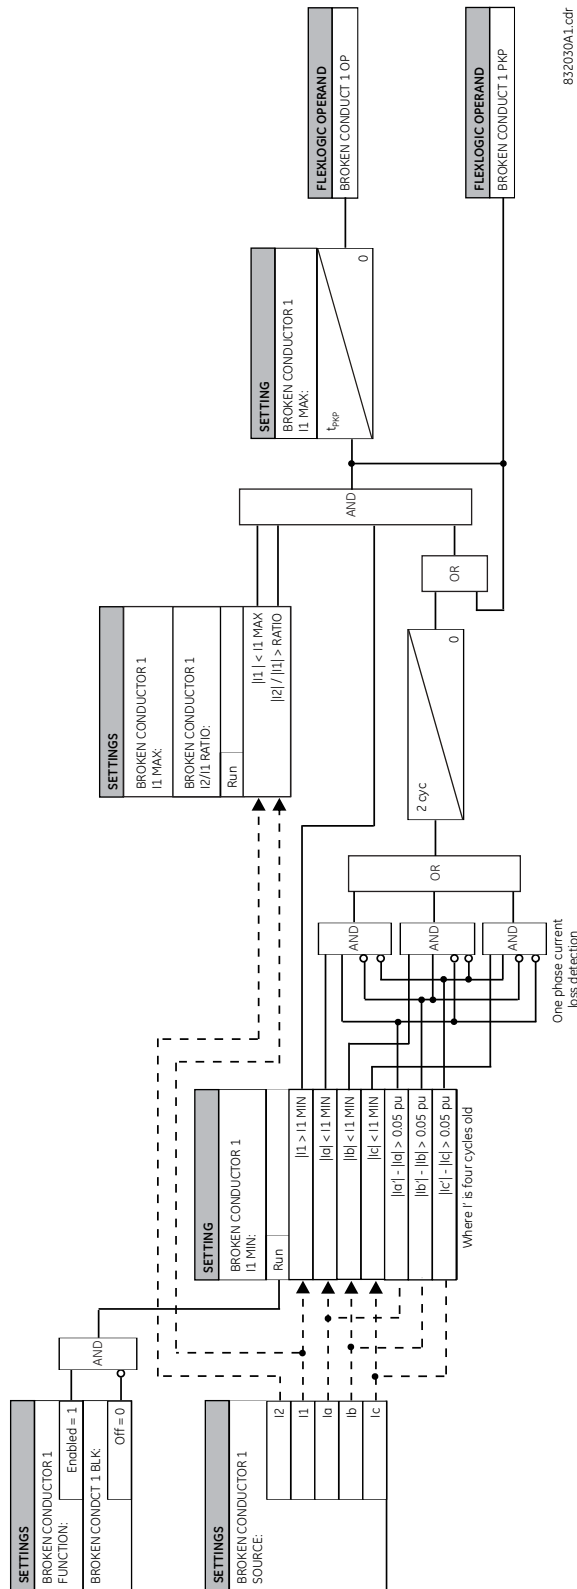 SETTINGS
BROKEN CONDUCTOR 1
FUNCTION:
Enabled = 1
BROKEN CONDCT 1 BLK:
Off = 0
AND
SETTINGS
BROKEN CONDUCTOR 1
SOURCE:
I2
I1
Ia
Ib
Ic
SETTING
BROKEN CONDUCTOR 1
I1 MIN:
Run
|I1 > I1 MIN
|Ia| < I1 MIN
|Ib| < I1 MIN
|Ic| < I1 MIN
|Ia'| - |Ia| > 0.05 pu
|Ib'| - |Ib| > 0.05 pu
|Ic'| - |Ic| > 0.05 pu
Where I' is four cycles old
AND
AND
AND
One phase current
loss detection
OR
SETTINGS
BROKEN CONDUCTOR 1
I1 MAX:
BROKEN CONDUCTOR 1
I2/I1 RATIO:
Run
|I1 | < I1 MAX
|I2| / |I1| > RATIO
2 cyc
0
OR
AND
SETTING
BROKEN CONDUCTOR 1
I1 MAX:
tPKP
0
FLEXLOGIC OPERAND
BROKEN CONDUCT 1 OP
FLEXLOGIC OPERAND
BROKEN CONDUCT 1 PKP
832030A1.cdr